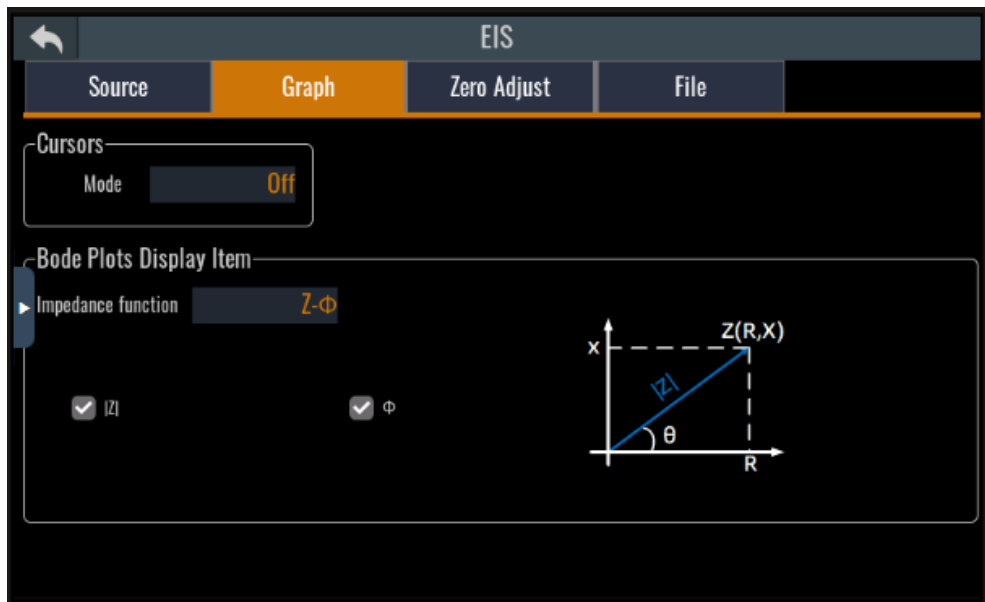 EIS
Source Graph Zero Adjust File
Cursors
Mode Off
Bode Plots Display Item
Impedance function Z-Φ
Z(R,X)
X
|Z|
|Z| Φ
θ
R